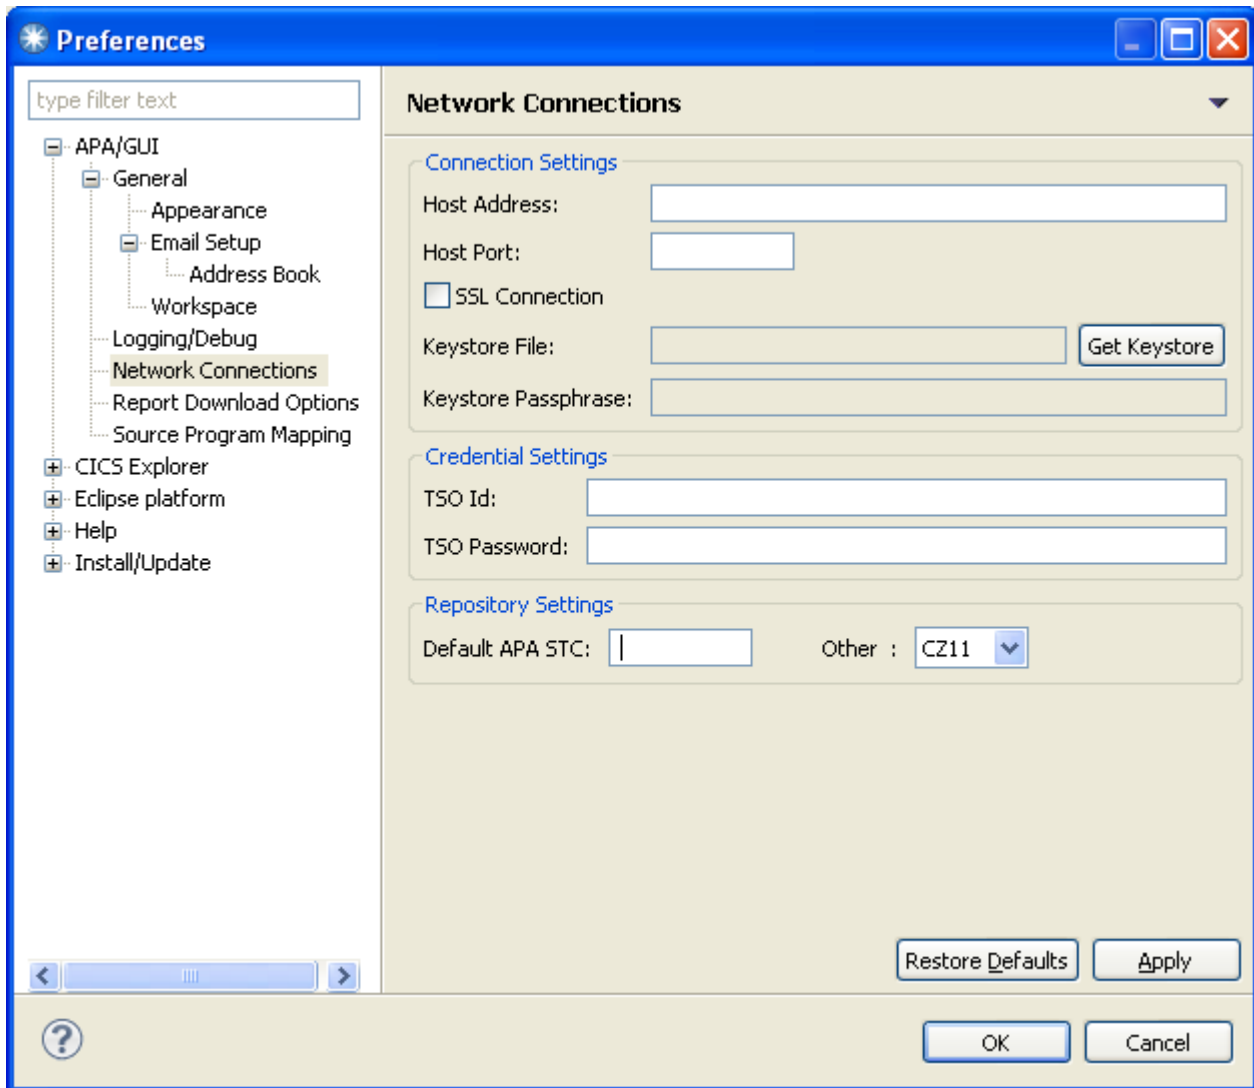 Preferences
type filter text
APA/GUI
General
Appearance
Email Setup
Address Book
Workspace
Logging/Debug
Network Connections
Report Download Options
Source Program Mapping
CICS Explorer
Eclipse platform
Help
Install/Update
Network Connections
Connection Settings
Host Address:
Host Port:
SSL Connection
Keystore File: Get Keystore
Keystore Passphrase:
Credential Settings
TSO Id:
TSO Password:
Repository Settings
Default APA STC: Other : CZ11
Restore Defaults Apply
? OK Cancel